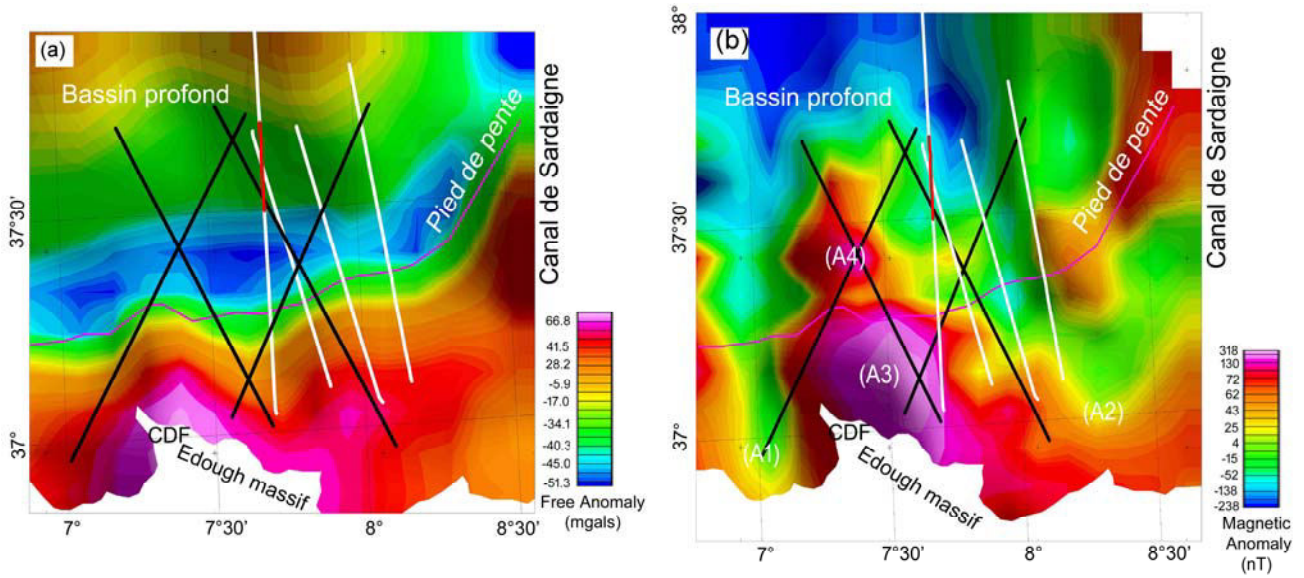 (a)
Bassin profond
Pied de pente
Canal de Sardaigne
37°30'
37°
CDF
Edough massif
7°
7°30'
8°
8°30'
66.8
41.5
28.2
-5.9
-17.0
-34.1
-40.3
-45.0
-51.3
Free Anomaly
(mgals)
(b)
38°
Bassin profond
Pied de pente
Canal de Sardaigne
37°30'
(A4)
(A3)
(A2)
(A1)
37°
CDF
Edough massif
7°
7°30'
8°
8°30'
318
130
72
43
25
4
-15
-52
-138
-238
Magnetic
Anomaly
(nT)